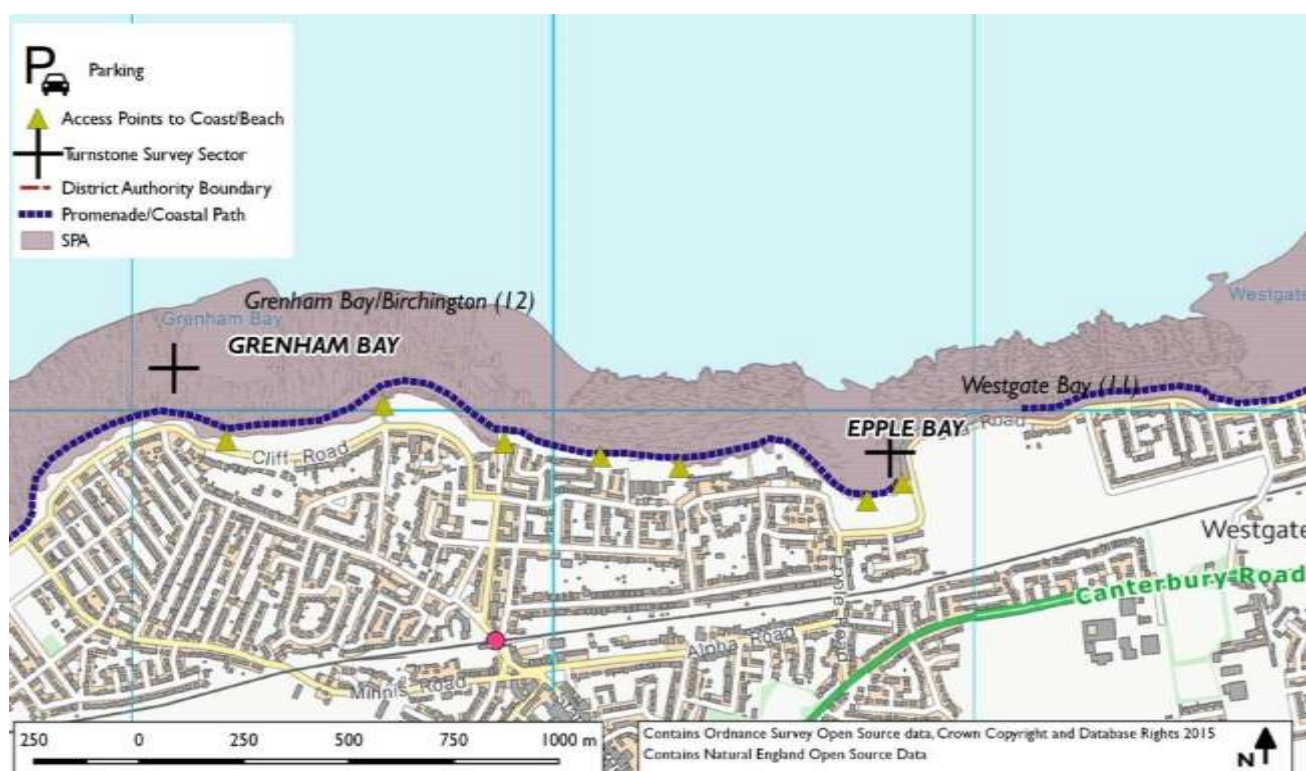 P
Parking
Access Points to Coast/Beach
Turnstone Survey Sector
District Authority Boundary
Promenade/Coastal Path
SPA
Grenham Bay/Birchington (12)
Grenham Bay
GRENHAM BAY
Westgate
Westgate Bay (11)
EPPLE BAY
Road
Cliff Road
Westgate
Canterbury Road
Alpha Road
Minnis Road
250 0 250 500 750 1000 m
Contains Ordnance Survey Open Source data, Crown Copyright and Database Rights 2015
Contains Natural England Open Source Data
N